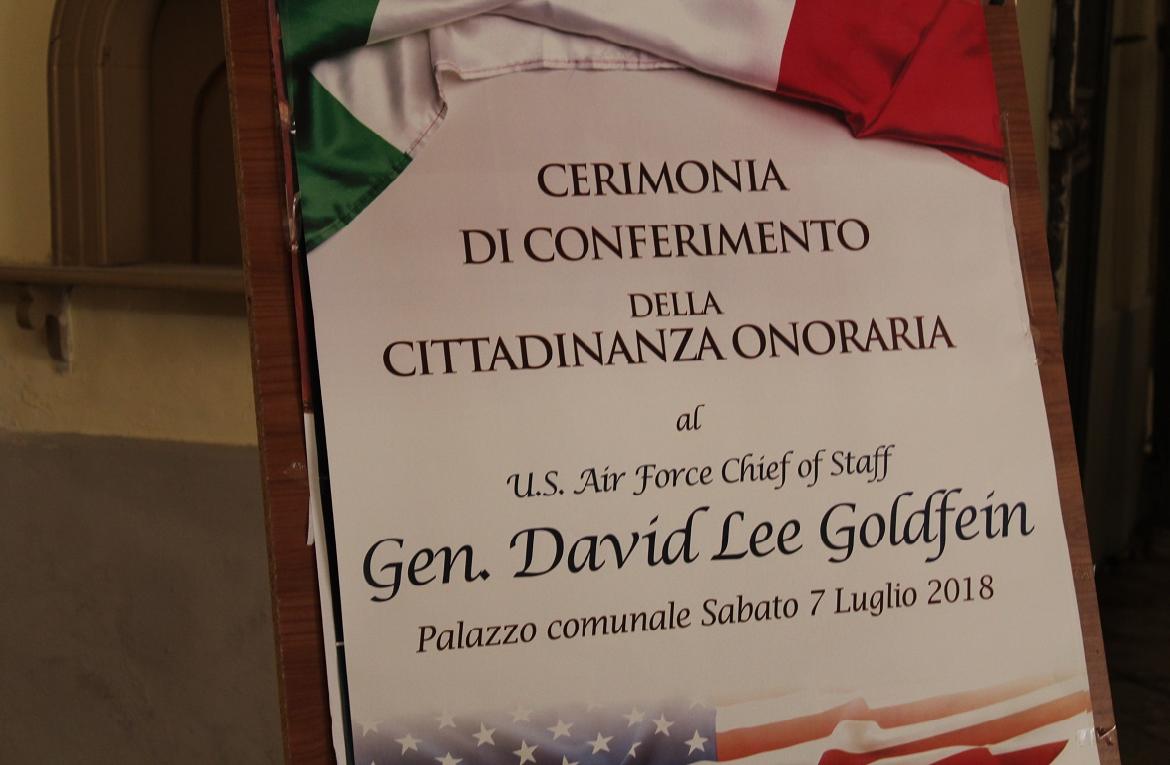 CERIMONIA
DI CONFERIMENTO
DELLA
CITTADINANZA ONORARIA
al
U.S. Air Force Chief of Staff
Gen. David Lee Goldfein
Palazzo comunale Sabato 7 Luglio 2018